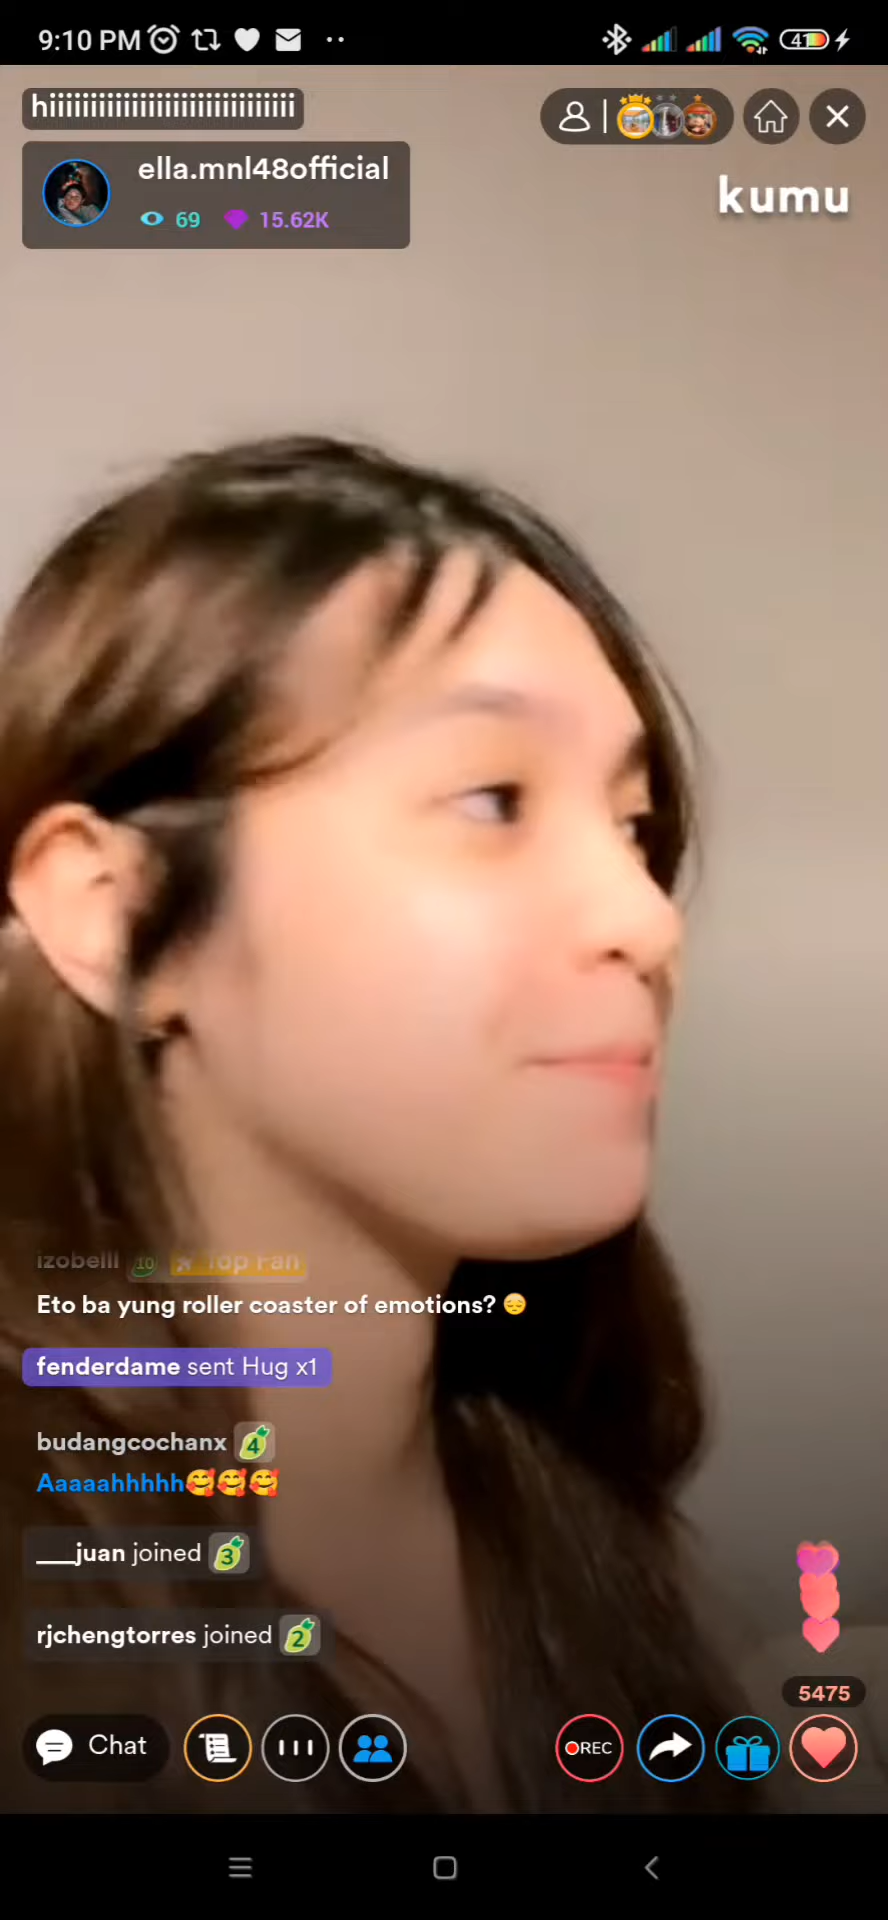 9:10 PM
41
hiiiiiiiiiiiiiiiiiiiiiiiiiiiiii
ella.mnl48official
69 15.62K
kumu
izobelll 10 Top Fan
Eto ba yung roller coaster of emotions? 😔
fenderdame sent Hug x1
budangcochanx 4
Aaaaahhhhh🥰🥰🥰
___juan joined 3
rjchengtorres joined 2
5475
Chat
REC